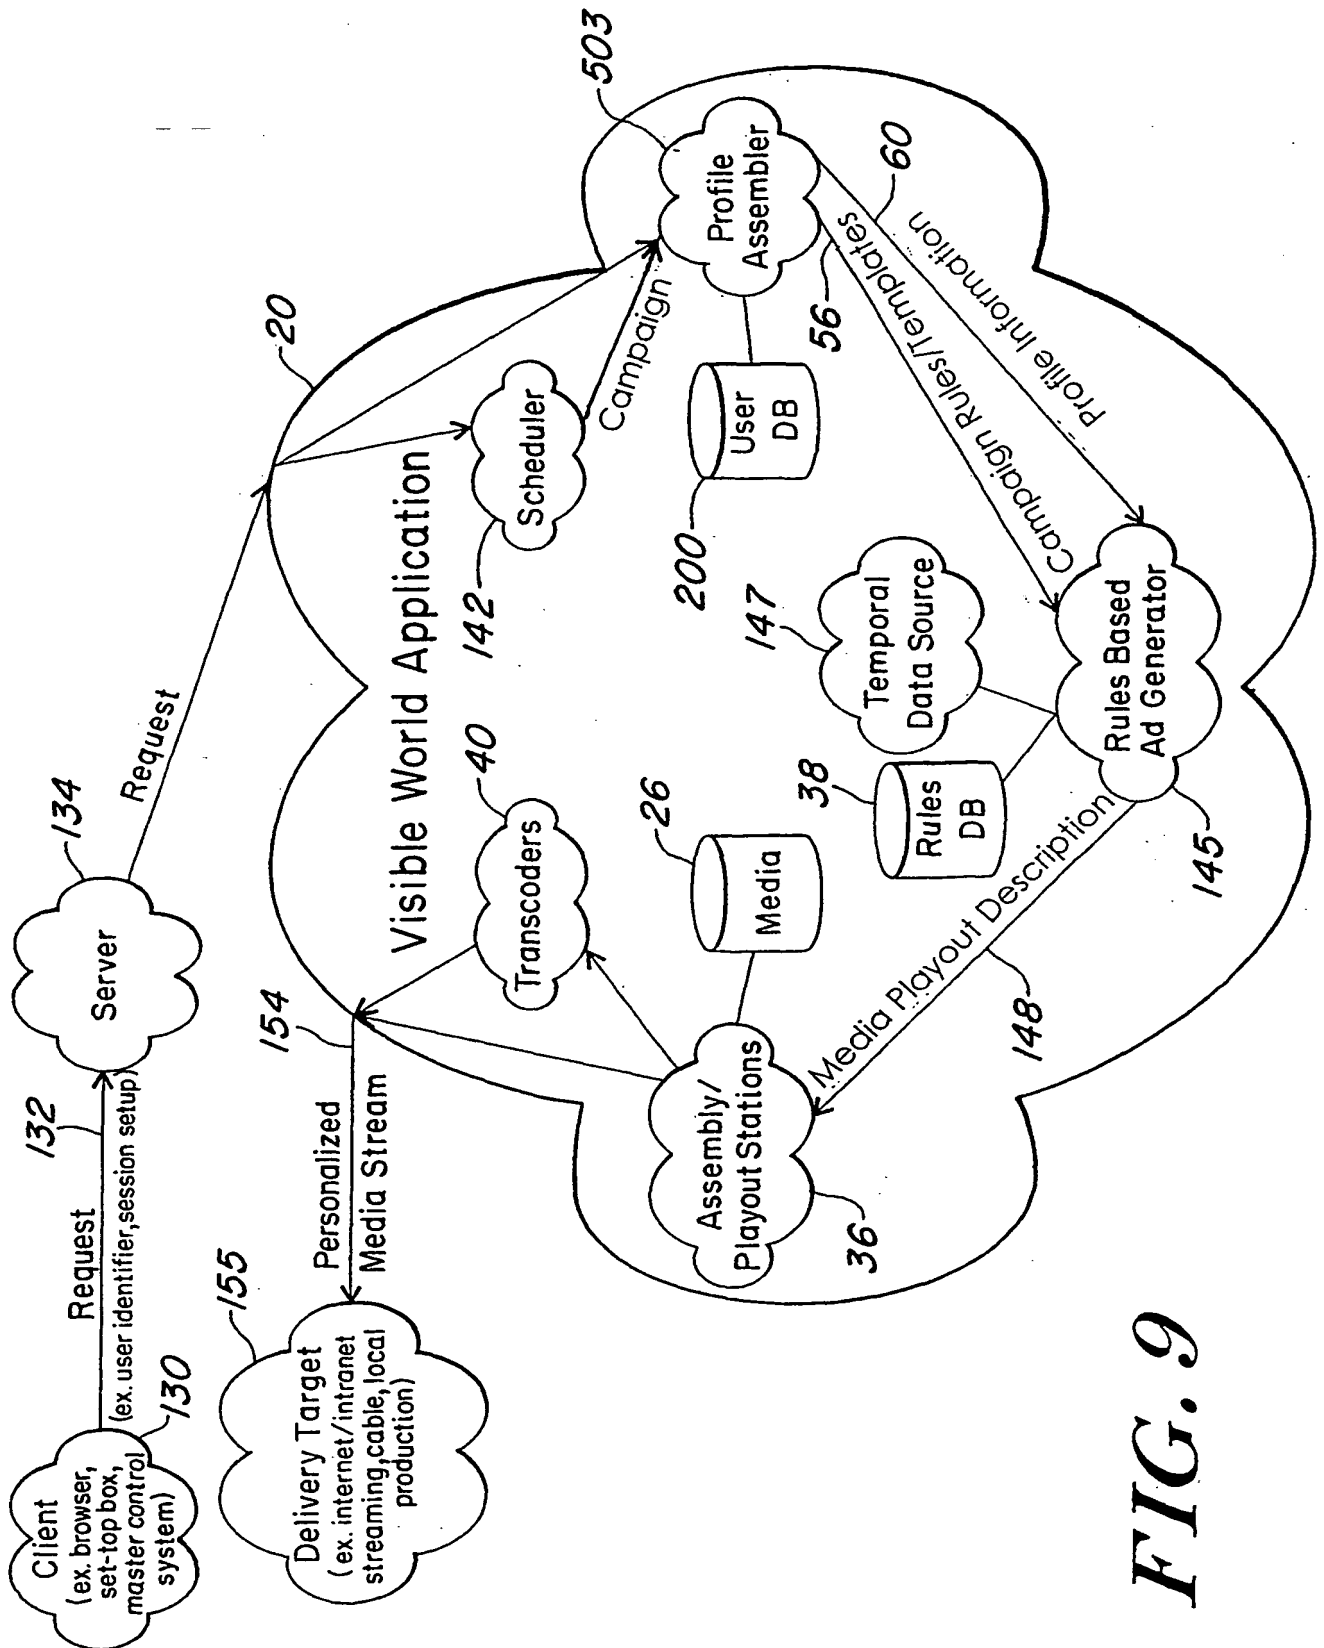 Client
(ex. browser,
set-top box,
master control
system)
130
Request
132
(ex. user identifier,session setup)
Server
134
Request
20
Delivery Target
(ex. internet/intranet
streaming,cable,local
production)
155
Personalized
Media Stream
154
Visible World Application
Transcoders
40
Scheduler
142
Campaign
Profile
Assembler
503
User
DB
200
Media
26
Assembly/
Playout Stations
36
Rules
DB
38
Temporal
Data Source
147
56
Campaign Rules/Templates
60
Profile Information
Rules Based
Ad Generator
145
Media Playout Description
148
FIG. 9